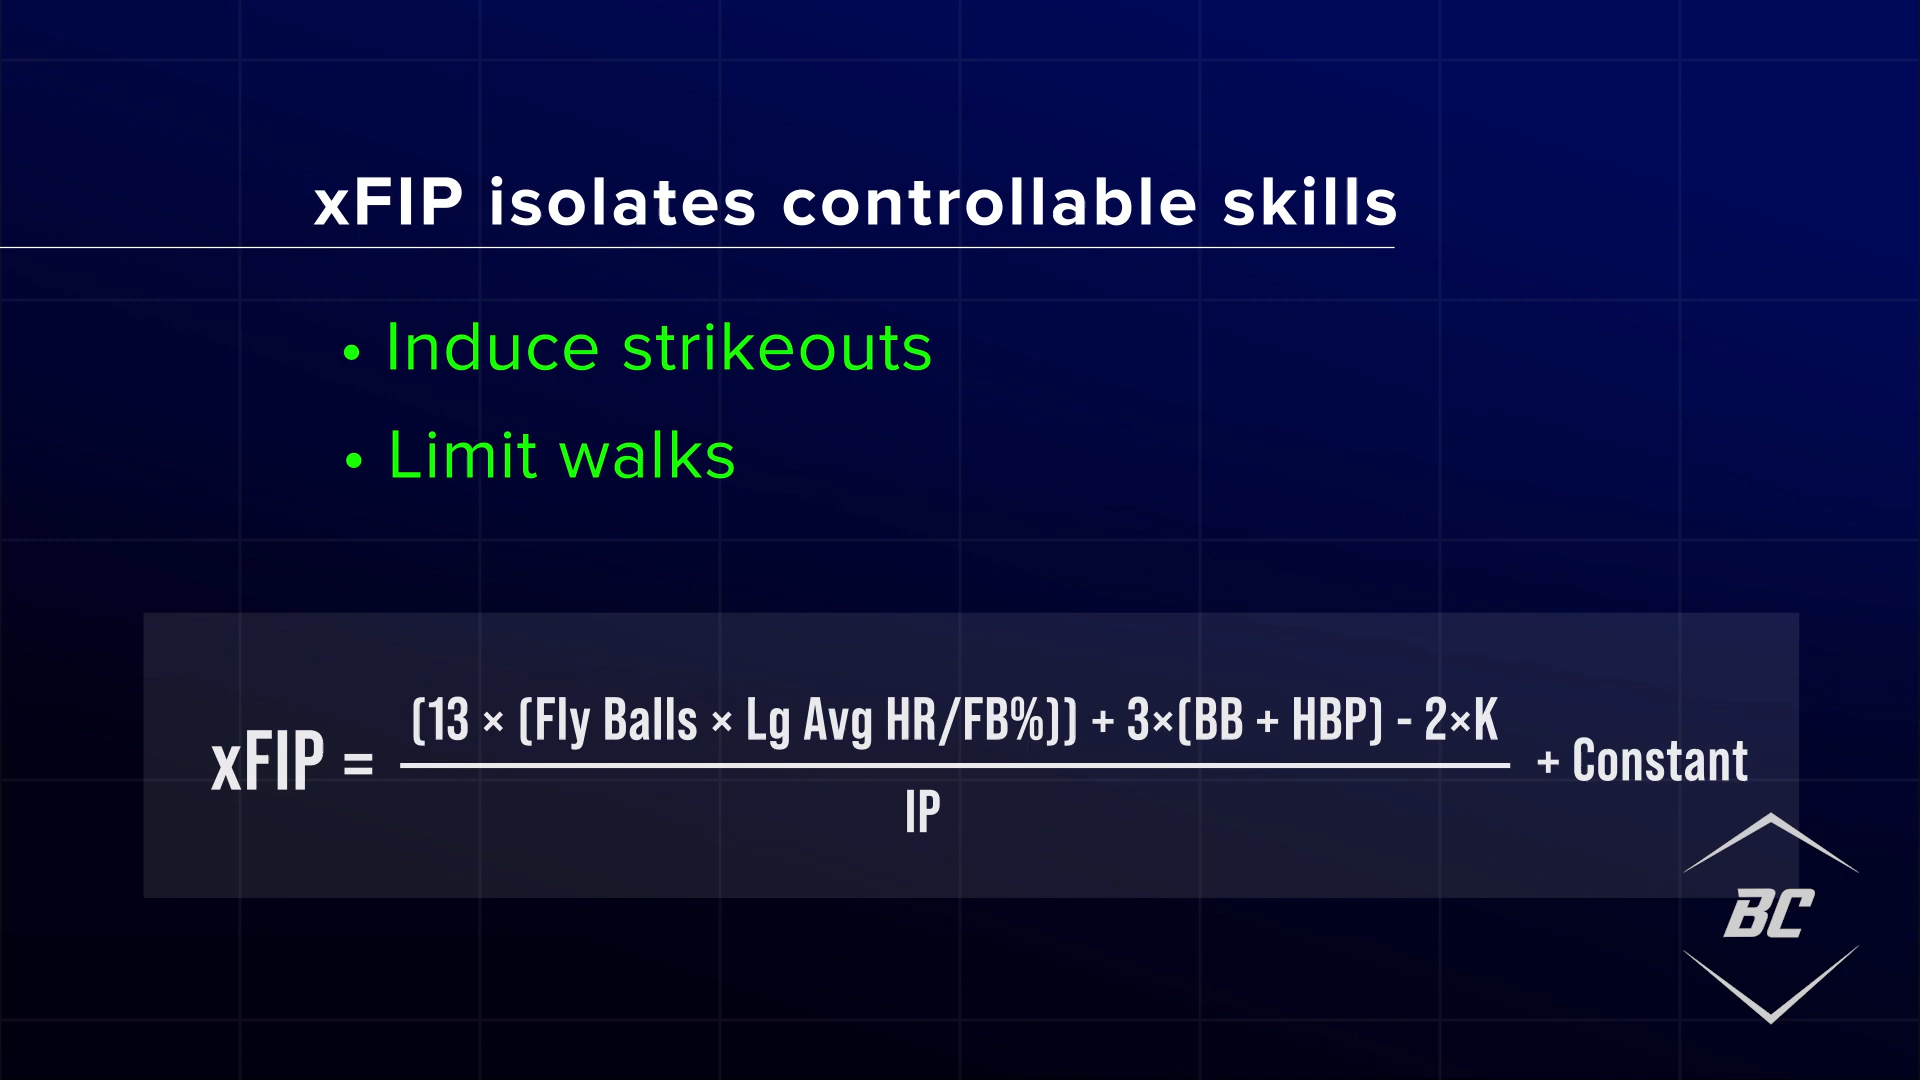 xFIP isolates controllable skills
• Induce strikeouts
• Limit walks
(13 × (Fly Balls × Lg Avg HR/FB%)) + 3×(BB + HBP) - 2×K
xFIP = + Constant
IP
BC